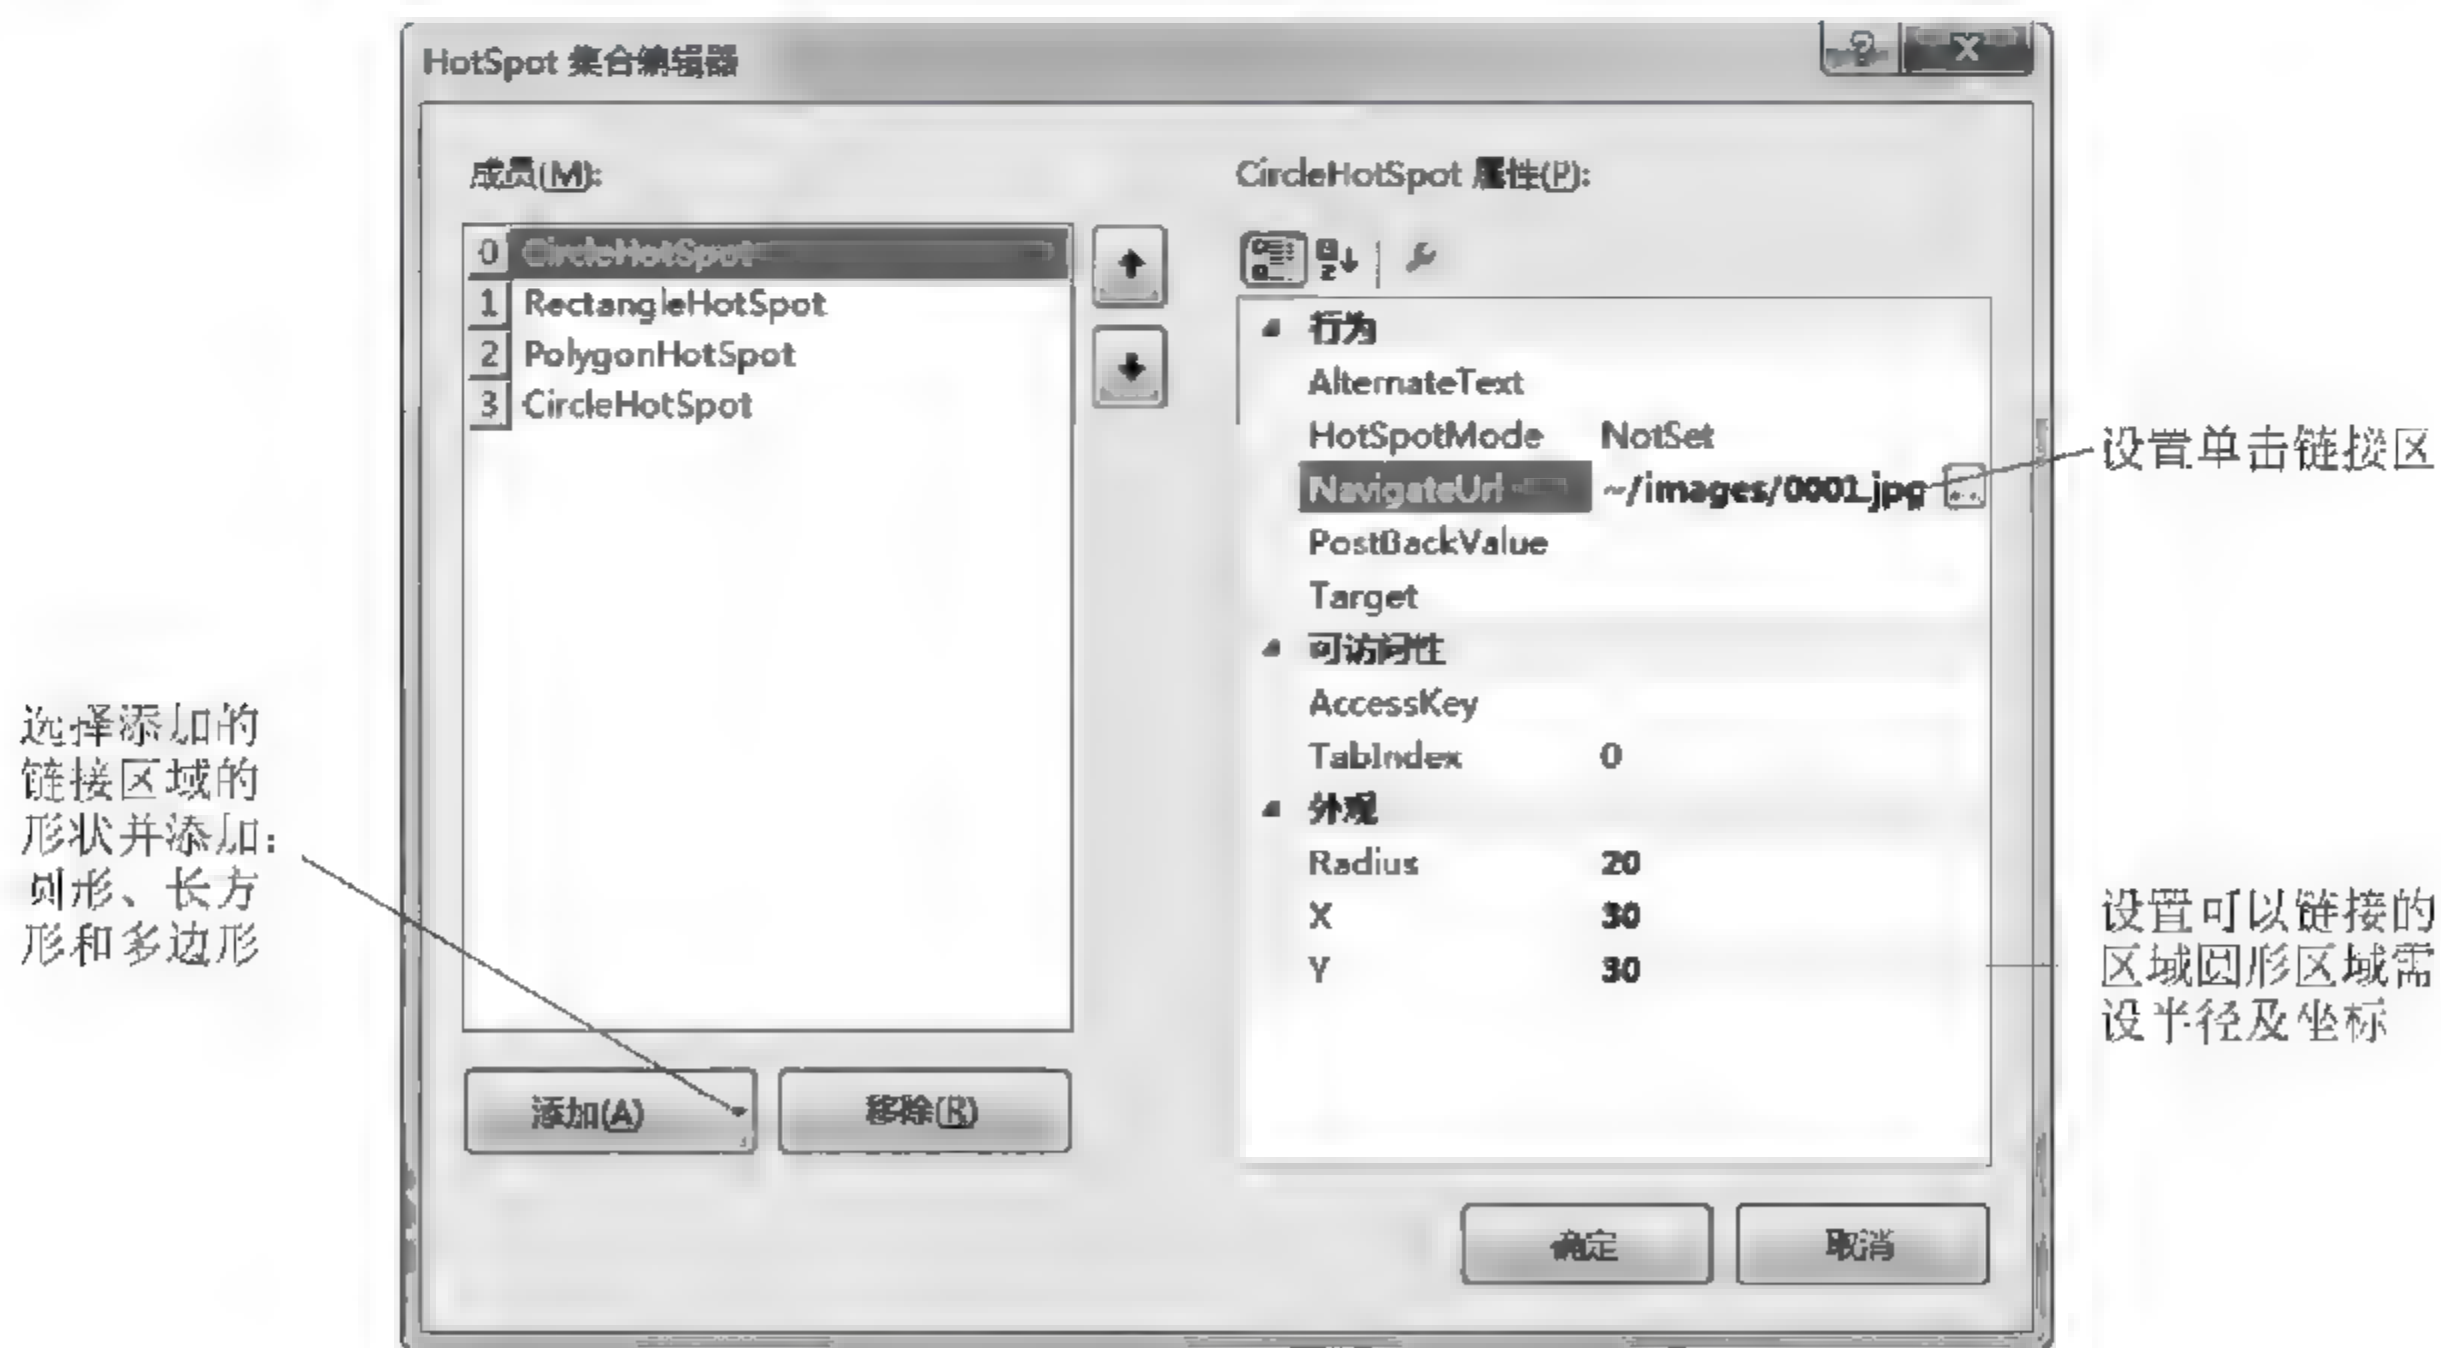 HotSpot 集合编辑器
?
X
成员(M):
0 CircleHotSpot
1 RectangleHotSpot
2 PolygonHotSpot
3 CircleHotSpot
添加(A)
移除(R)
CircleHotSpot 属性(P):
行为
AlternateText
HotSpotMode NotSet
NavigateUrl ~/images/0001.jpg
PostBackValue
Target
可访问性
AccessKey
TabIndex 0
外观
Radius 20
X 30
Y 30
确定
取消
选择添加的
链接区域的
形状并添加:
圆形、长方
形和多边形
设置单击链接区
设置可以链接的
区域圆形区域需
设半径及坐标